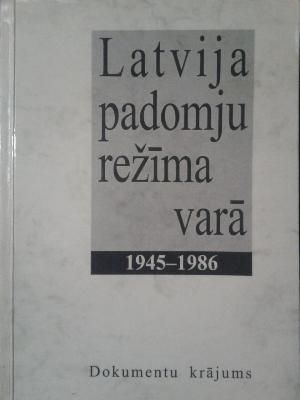 Latvija
padomju
režīma
varā
1945–1986
Dokumentu krājums